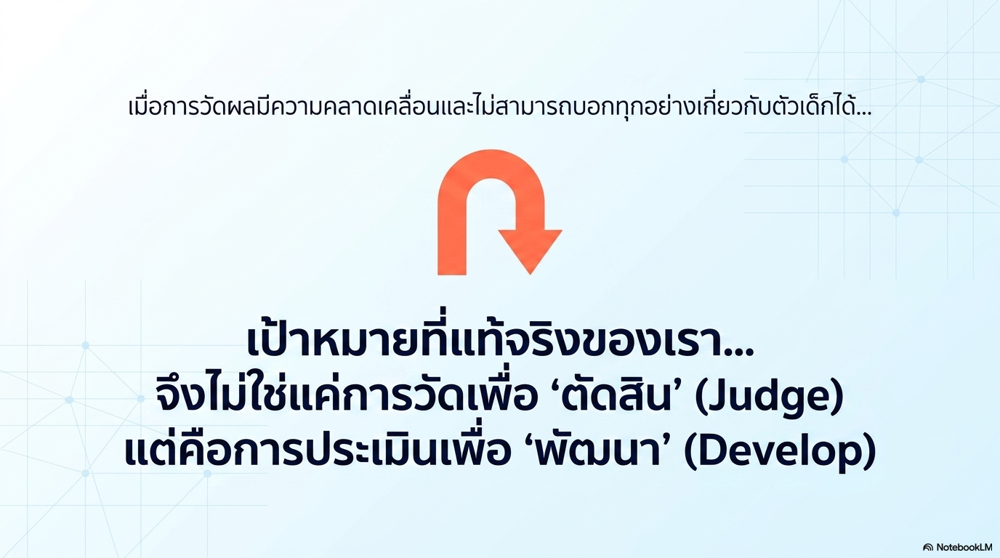 เมื่อการวัดผลมีความคลาดเคลื่อนและไม่สามารถบอกทุกอย่างเกี่ยวกับตัวเด็กได้...
เป้าหมายที่แท้จริงของเรา...
จึงไม่ใช่แค่การวัดเพื่อ ‘ตัดสิน’ (Judge)
แต่คือการประเมินเพื่อ ‘พัฒนา’ (Develop)
NotebookLM